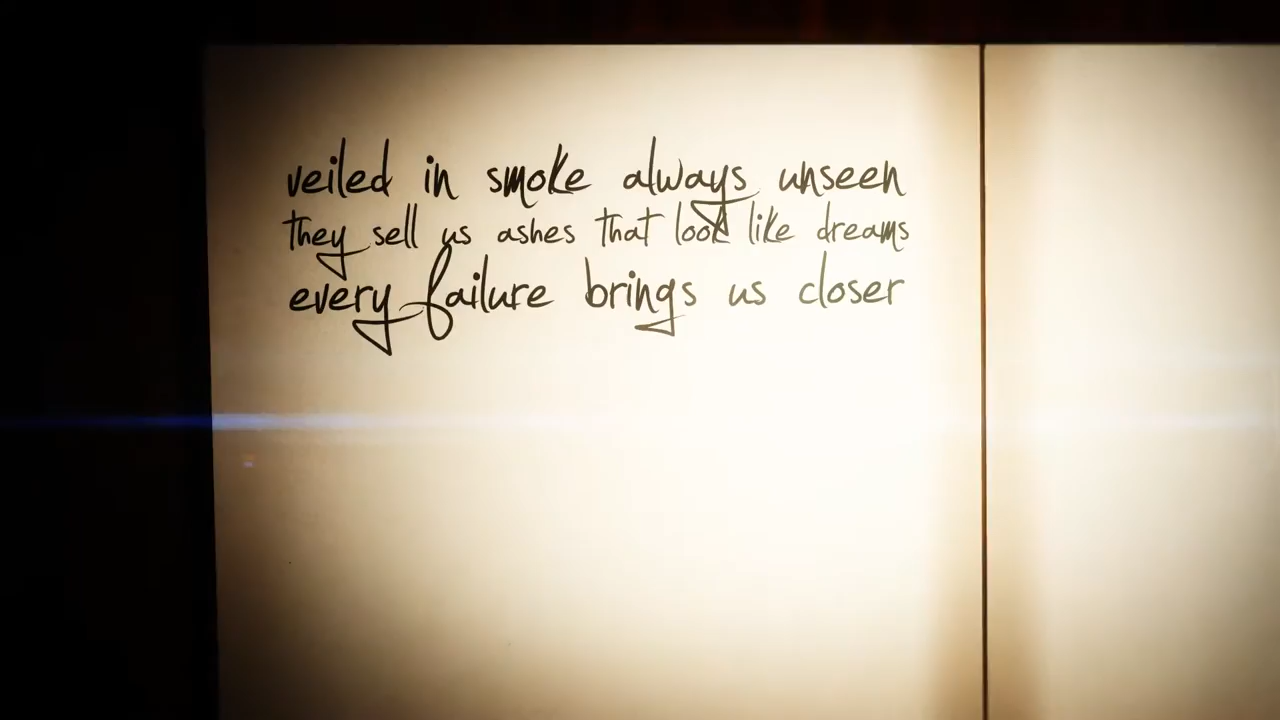 veiled in smoke always unseen
they sell us ashes that look like dreams
every failure brings us closer